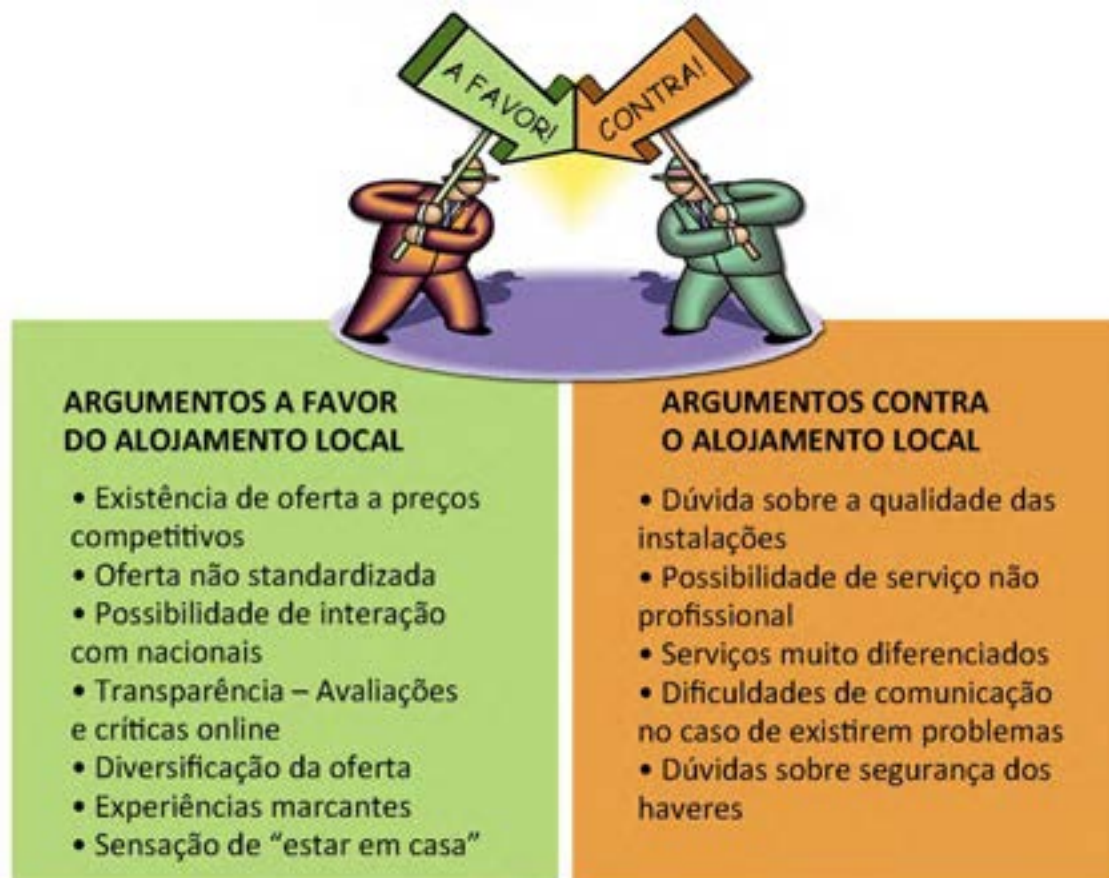 A FAVOR!
CONTRA!
ARGUMENTOS A FAVOR
DO ALOJAMENTO LOCAL
• Existência de oferta a preços
competitivos
• Oferta não standardizada
• Possibilidade de interação
com nacionais
• Transparência – Avaliações
e críticas online
• Diversificação da oferta
• Experiências marcantes
• Sensação de “estar em casa”
ARGUMENTOS CONTRA
O ALOJAMENTO LOCAL
• Dúvida sobre a qualidade das
instalações
• Possibilidade de serviço não
profissional
• Serviços muito diferenciados
• Dificuldades de comunicação
no caso de existirem problemas
• Dúvidas sobre segurança dos
haveres